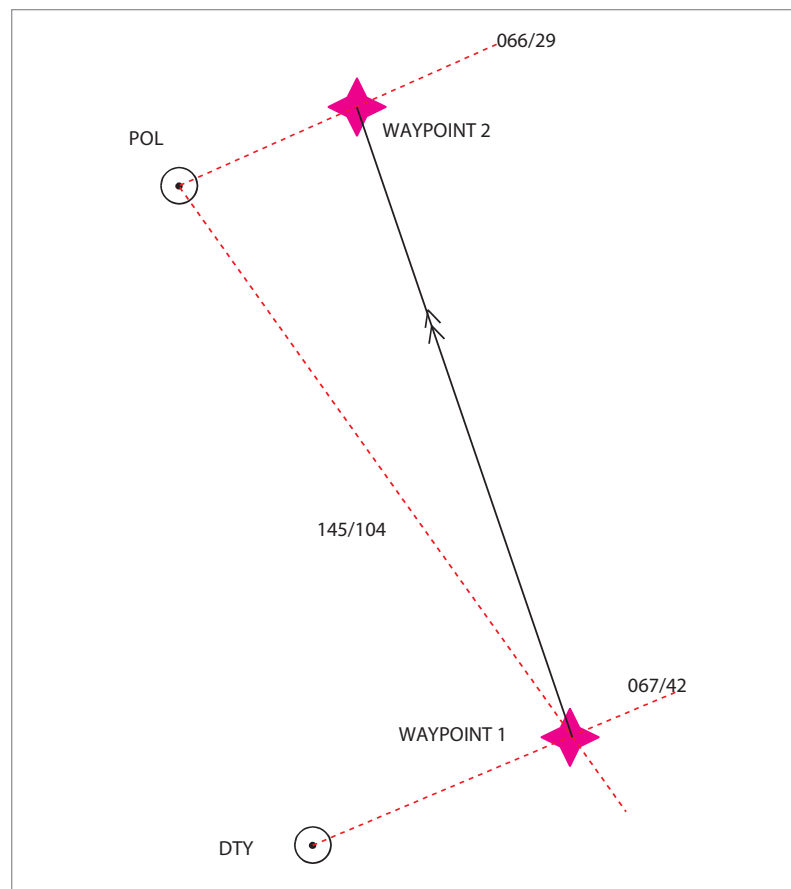 066/29
POL
WAYPOINT 2
145/104
067/42
WAYPOINT 1
DTY